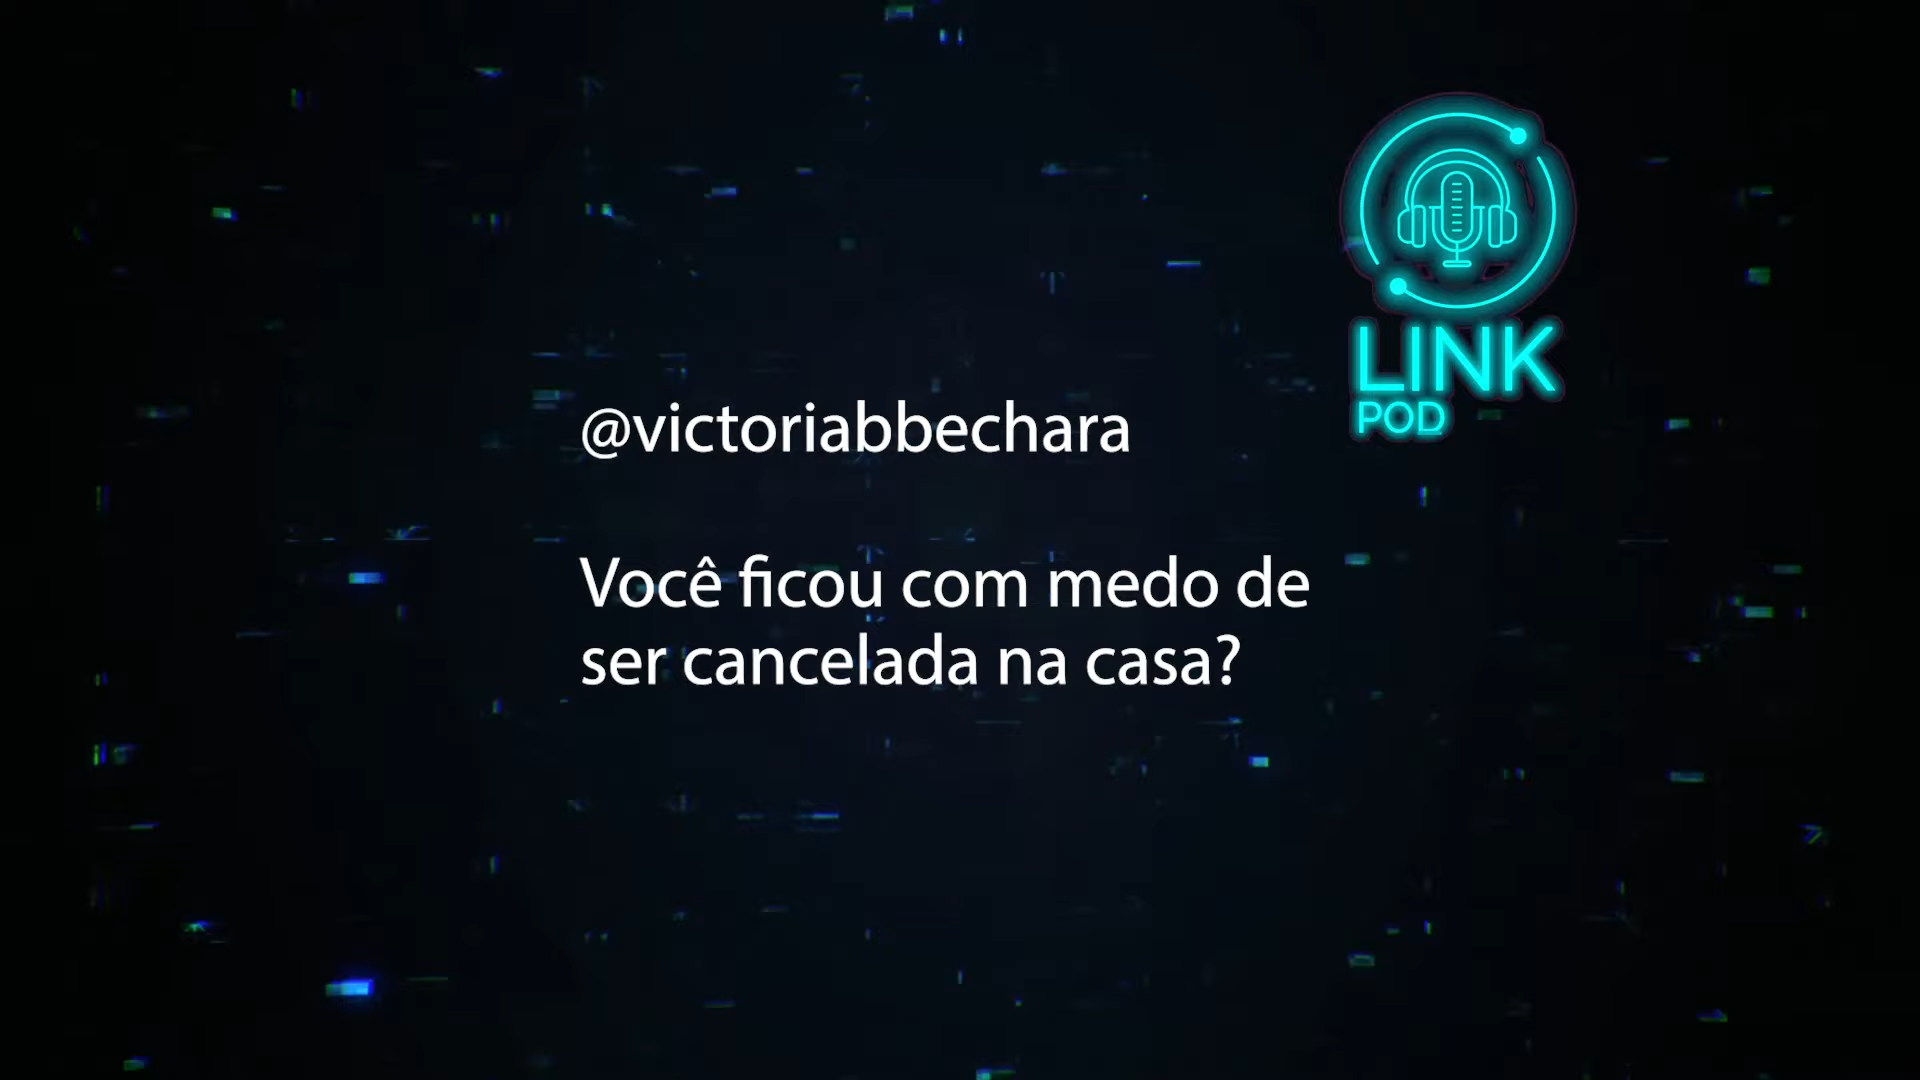 LINK
POD
@victoriabbechara
Você ficou com medo de
ser cancelada na casa?